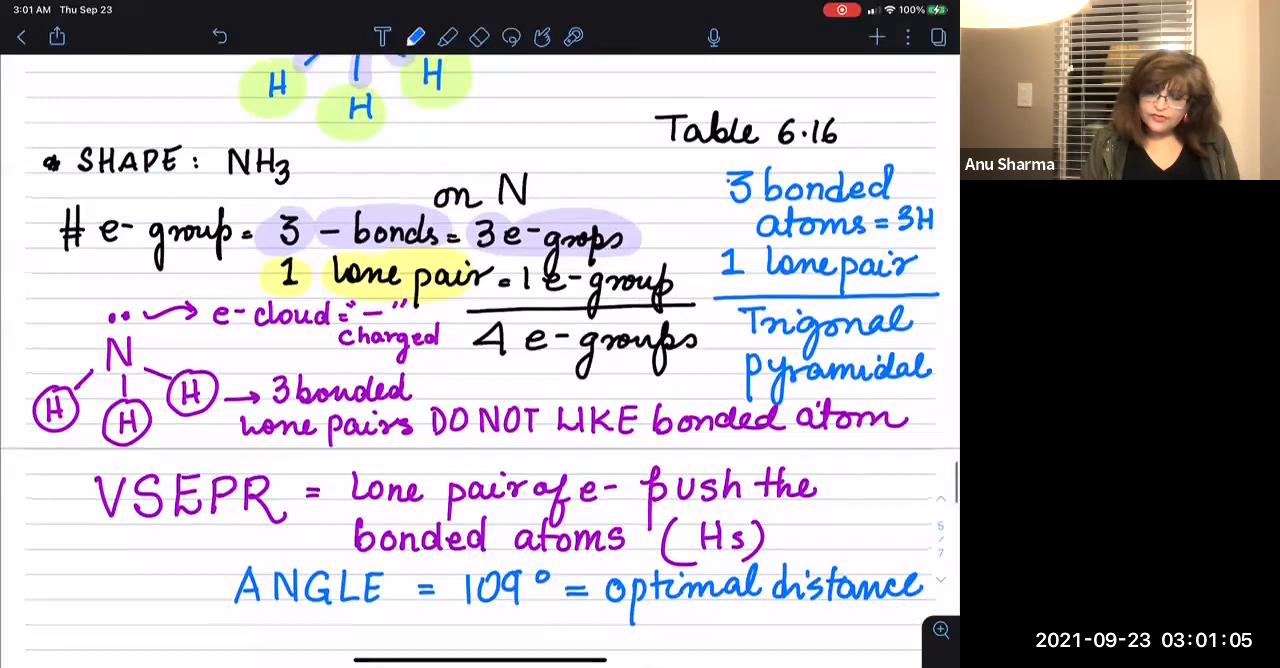 3:01 AM Thu Sep 23
100%
H
H
H
Table 6.16
* SHAPE: NH3
on N
# e- group = 3 - bonds = 3 e- grops
1 lone pair = 1 e- group
4 e- groups
3 bonded
atoms = 3H
1 lone pair
Trigonal
pyramidal
•• → e-cloud = "–"
charged
N
H H H → 3 bonded
Lone pairs DO NOT LIKE bonded atom
VSEPR = Lone pair of e- push the
bonded atoms (Hs)
ANGLE = 109° = optimal distance
5
/
7
Anu Sharma
2021-09-23 03:01:05